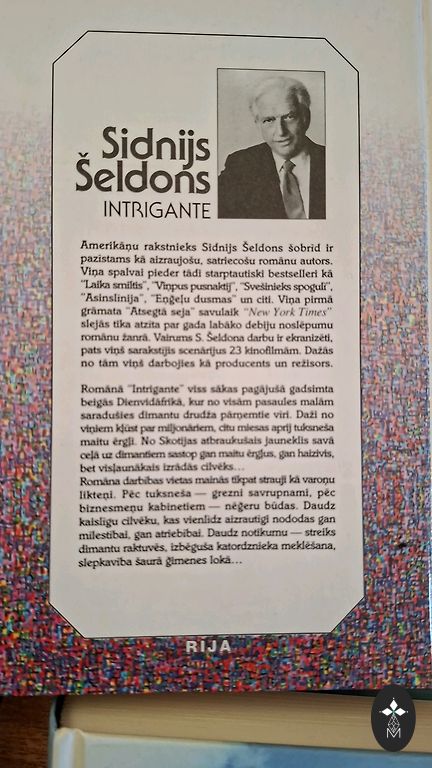 Sidnijs
Šeldons
INTRIGANTE
Amerikāņu rakstnieks Sidnijs Šeldons šobrīd ir
pazīstams kā aizraujošu, satriecošu romānu autors.
Viņa spalvai pieder tādi starptautiski bestselleri kā
"Laika smiltis", "Viņpus pusnaktij", "Svešinieks spogulī",
"Asinslīnija", "Eņģeļu dusmas" un citi. Viņa pirmā
grāmata "Atsegtā seja" savulaik "New York Times"
slejās tika atzīta par gada labāko debiju noslēpumu
romānu žanrā. Vairums S. Šeldona darbu ir ekranizēti,
pats viņš sarakstījis scenārijus 23 kinofilmām. Dažās
no tām viņš darbojies kā producents un režisors.
Romānā "Intrigante" viss sākas pagājušā gadsimta
beigās Dienvidāfrikā, kur no visām pasaules malām
saradušies dimantu drudža pārņemtie vīri. Daži no
viņiem kļūst par miljonāriem, citu miesas aprij tuksneša
maitu ērgļi. No Skotijas atbraukušais jauneklis savā
ceļā uz dimantiem sastop gan maitu ērgļus, gan haizivis,
bet visļaunākais izrādās cilvēks...
Romāna darbības vietas mainās tikpat strauji kā varoņu
likteņi. Pēc tuksneša — grezni savrupnami, pēc
biznesmeņu kabinetiem — nēģeru būdas. Daudz
kaislīgu cilvēku, kas vienlīdz aizrautīgi nododas gan
mīlestībai, gan atriebībai. Daudz notikumu — streiks
dimantu raktuvēs, izbēguša katordznieka meklēšana,
slepkavība šaurā ģimenes lokā...
RIJA
M